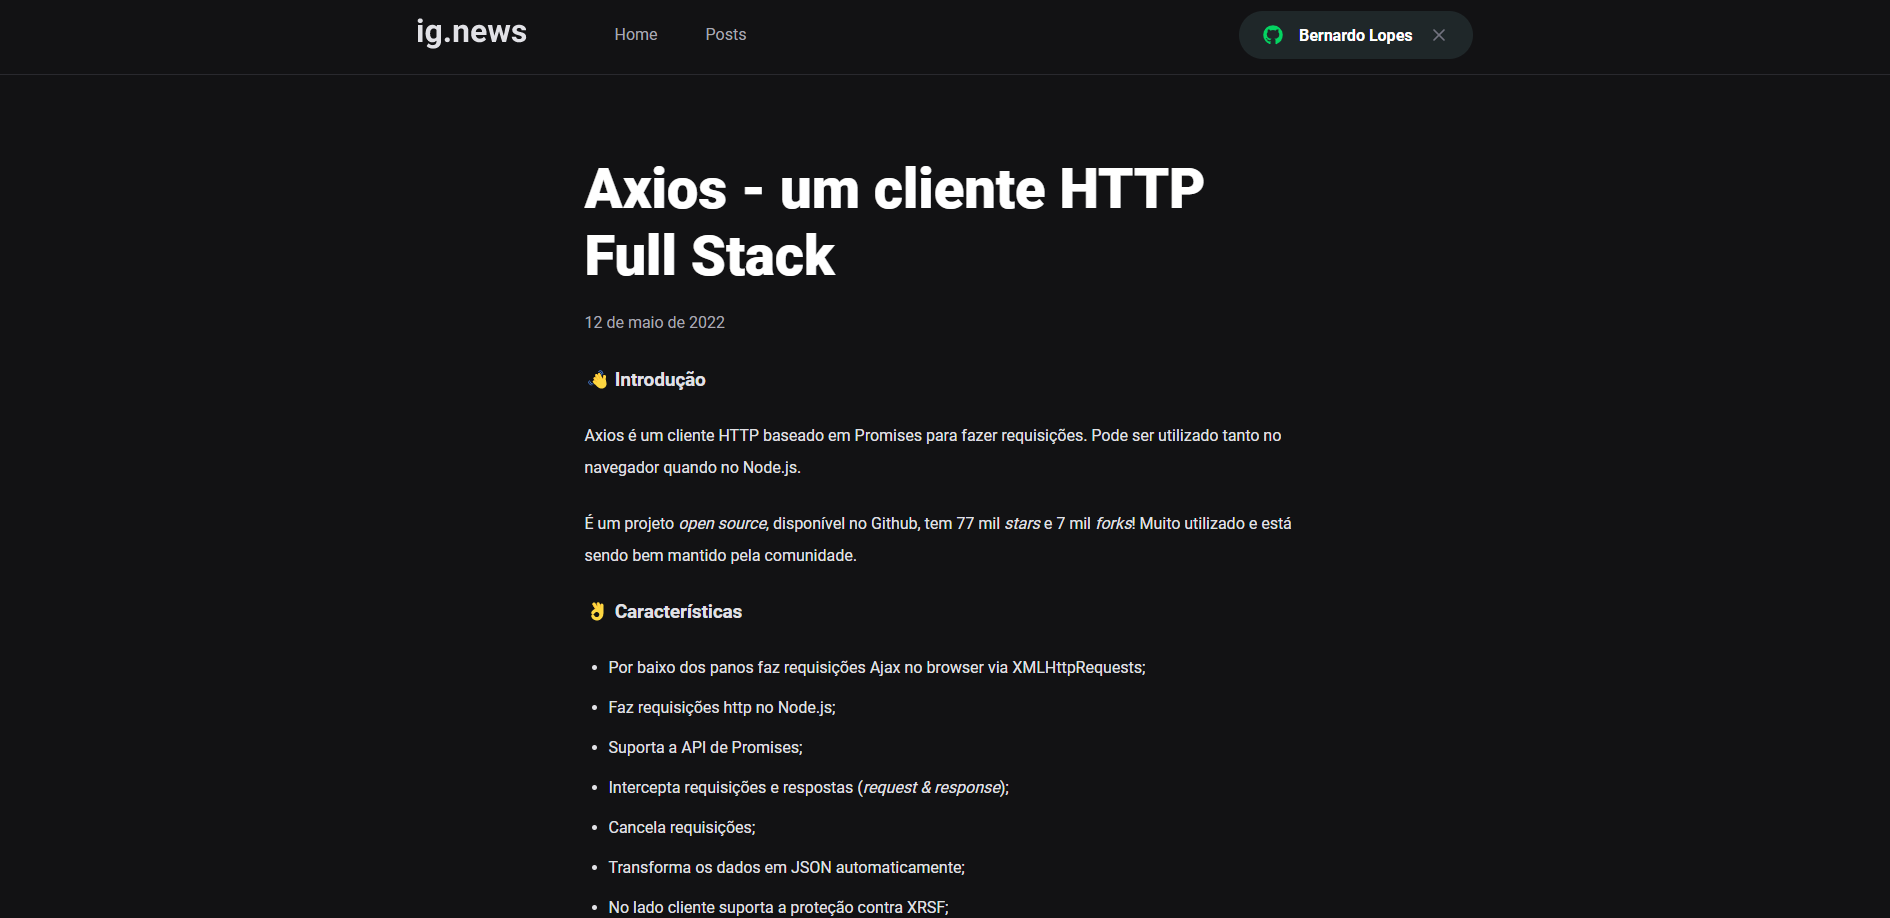 ig.news
Home
Posts
Bernardo Lopes
Axios - um cliente HTTP
Full Stack
12 de maio de 2022
👋 Introdução
Axios é um cliente HTTP baseado em Promises para fazer requisições. Pode ser utilizado tanto no
navegador quando no Node.js.
É um projeto open source, disponível no Github, tem 77 mil stars e 7 mil forks! Muito utilizado e está
sendo bem mantido pela comunidade.
👌 Características
• Por baixo dos panos faz requisições Ajax no browser via XMLHttpRequests;
• Faz requisições http no Node.js;
• Suporta a API de Promises;
• Intercepta requisições e respostas (request & response);
• Cancela requisições;
• Transforma os dados em JSON automaticamente;
• No lado cliente suporta a proteção contra XRSF;